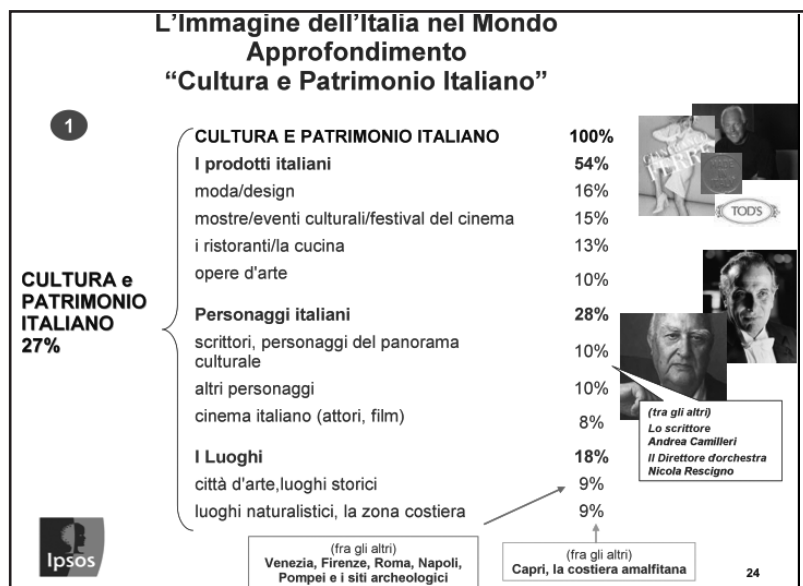 L'Immagine dell'Italia nel Mondo
Approfondimento
“Cultura e Patrimonio Italiano”
1
CULTURA e
PATRIMONIO
ITALIANO
27%
CULTURA E PATRIMONIO ITALIANO 100%
I prodotti italiani 54%
moda/design 16%
mostre/eventi culturali/festival del cinema 15%
i ristoranti/la cucina 13%
opere d'arte 10%
Personaggi italiani 28%
scrittori, personaggi del panorama
culturale 10%
altri personaggi 10%
cinema italiano (attori, film) 8%
I Luoghi 18%
città d'arte,luoghi storici 9%
luoghi naturalistici, la zona costiera 9%
FERRE
TOD'S
(tra gli altri)
Lo scrittore
Andrea Camilleri
Il Direttore d'orchestra
Nicola Rescigno
(fra gli altri)
Venezia, Firenze, Roma, Napoli,
Pompei e i siti archeologici
(fra gli altri)
Capri, la costiera amalfitana
Ipsos
24